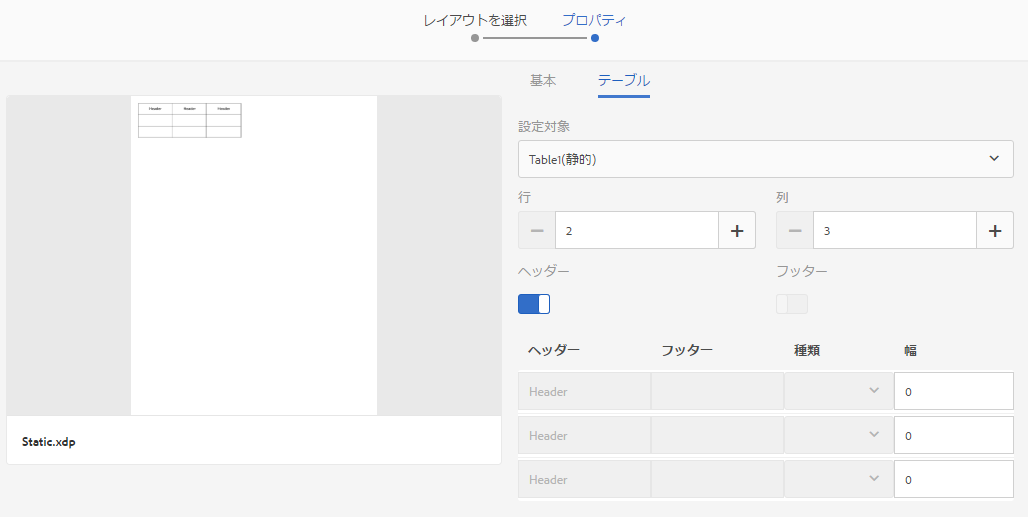 レイアウトを選択 プロパティ
基本 テーブル
Header Header Header
Static.xdp
設定対象
Table1(静的)
行 列
2 3
ヘッダー フッター
ヘッダー フッター 種類 幅
Header 0
Header 0
Header 0